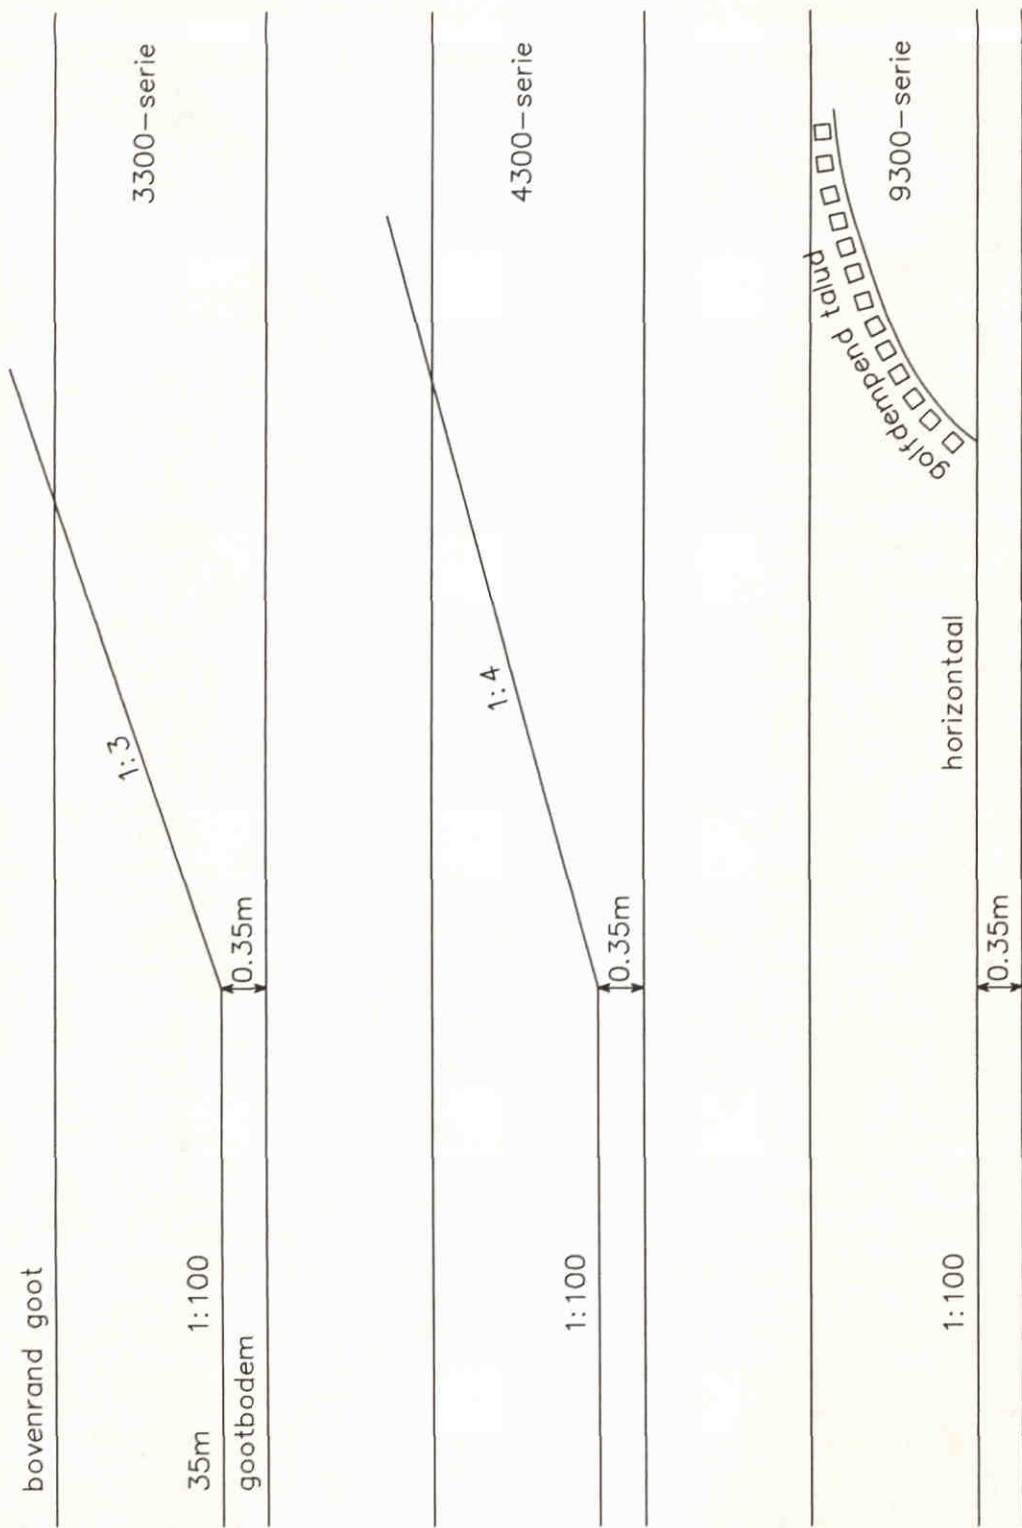 bovenrand goot
3300-serie
1:3
35m 1:100
0.35m
gootbodem
4300-serie
1:4
1:100
0.35m
9300-serie
golfdempend talud
horizontaal
1:100
0.35m